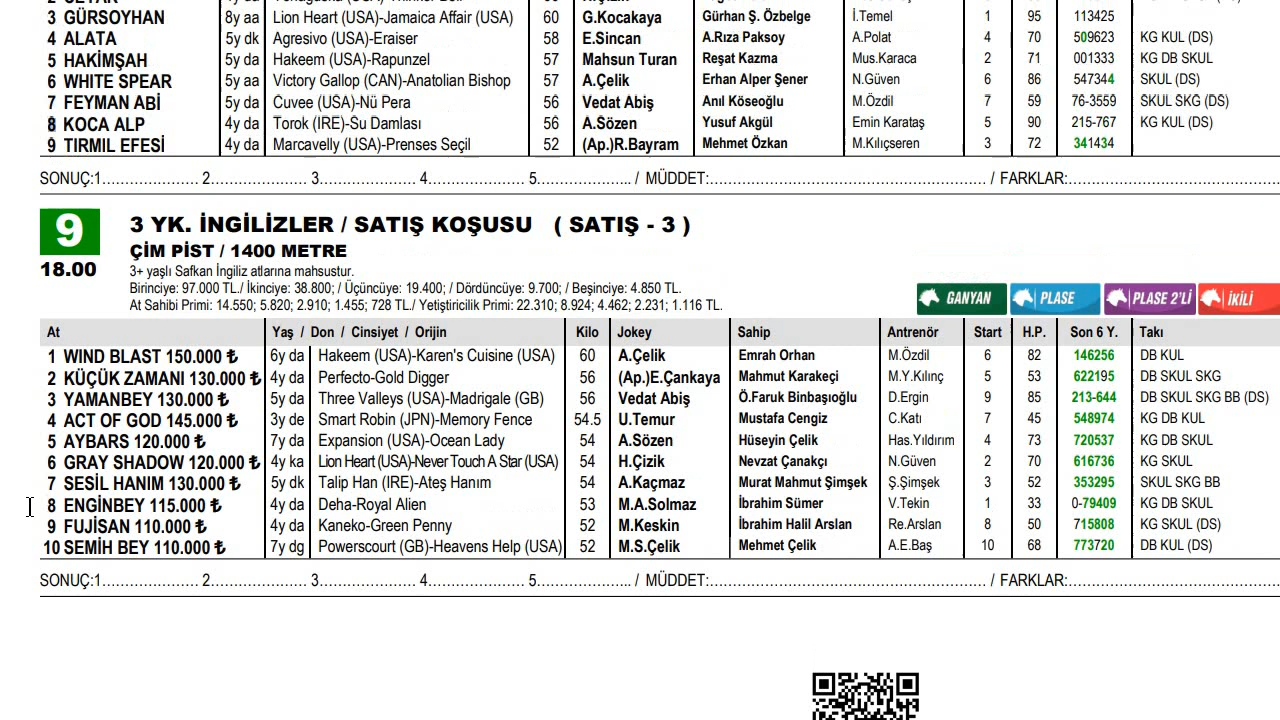 3 GÜRSOYHAN 8y aa Lion Heart (USA)-Jamaica Affair (USA) 60 G.Kocakaya Gürhan Ş. Özbelge İ.Temel 1 95 113425
4 ALATA 5y dk Agresivo (USA)-Eraiser 58 E.Sincan A.Rıza Paksoy A.Polat 4 70 509623 KG KUL (DS)
5 HAKİMŞAH 5y da Hakeem (USA)-Rapunzel 57 Mahsun Turan Reşat Kazma Mus.Karaca 2 71 001333 KG DB SKUL
6 WHITE SPEAR 5y aa Victory Gallop (CAN)-Anatolian Bishop 57 A.Çelik Erhan Alper Şener N.Güven 6 86 547344 SKUL (DS)
7 FEYMAN ABİ 5y da Cuvee (USA)-Nü Pera 56 Vedat Abiş Anıl Köseoğlu M.Özdil 7 59 76-3559 SKUL SKG (DS)
8 KOCA ALP 4y da Torok (IRE)-Su Damlası 56 A.Sözen Yusuf Akgül Emin Karataş 5 90 215-767 KG KUL (DS)
9 TIRMIL EFESİ 4y da Marcavelly (USA)-Prenses Seçil 52 (Ap.)R.Bayram Mehmet Özkan M.Kılıçseren 3 72 341434
SONUÇ:1........................ 2........................ 3........................ 4........................ 5........................ / MÜDDET:........................ / FARKLAR:........................
9 3 YK. İNGİLİZLER / SATIŞ KOŞUSU ( SATIŞ - 3 )
ÇİM PİST / 1400 METRE
18.00 3+ yaşlı Safkan İngiliz atlarına mahsustur.
Birinciye: 97.000 TL./ İkinciye: 38.800; / Üçüncüye: 19.400; / Dördüncüye: 9.700; / Beşinciye: 4.850 TL.
At Sahibi Primi: 14.550; 5.820; 2.910; 1.455; 728 TL./ Yetiştiricilik Primi: 22.310; 8.924; 4.462; 2.231; 1.116 TL.
GANYAN PLASE PLASE 2'Lİ İKİLİ
At Yaş / Don / Cinsiyet / Orijin Kilo Jokey Sahip Antrenör Start H.P. Son 6 Y. Takı
1 WIND BLAST 150.000 ₺ 6y da Hakeem (USA)-Karen's Cuisine (USA) 60 A.Çelik Emrah Orhan M.Özdil 6 82 146256 DB KUL
2 KÜÇÜK ZAMANI 130.000 ₺ 4y da Perfecto-Gold Digger 56 (Ap.)E.Çankaya Mahmut Karakeçi M.Y.Kılınç 5 53 622195 DB SKUL SKG
3 YAMANBEY 130.000 ₺ 5y da Three Valleys (USA)-Madrigale (GB) 56 Vedat Abiş Ö.Faruk Binbaşıoğlu D.Ergin 9 85 213-644 DB SKUL SKG BB (DS)
4 ACT OF GOD 145.000 ₺ 3y de Smart Robin (JPN)-Memory Fence 54.5 U.Temur Mustafa Cengiz C.Katı 7 45 548974 KG DB KUL
5 AYBARS 120.000 ₺ 7y da Expansion (USA)-Ocean Lady 54 A.Sözen Hüseyin Çelik Has.Yıldırım 4 73 720537 KG DB SKUL
6 GRAY SHADOW 120.000 ₺ 4y ka Lion Heart (USA)-Never Touch A Star (USA) 54 H.Çizik Nevzat Çanakçı N.Güven 2 70 616736 KG SKUL
7 SESİL HANIM 130.000 ₺ 5y dk Talip Han (IRE)-Ateş Hanım 54 A.Kaçmaz Murat Mahmut Şimşek Ş.Şimşek 3 52 353295 SKUL SKG BB
8 ENGİNBEY 115.000 ₺ 4y da Deha-Royal Alien 53 M.A.Solmaz İbrahim Sümer V.Tekin 1 33 0-79409 KG DB SKUL
9 FUJİSAN 110.000 ₺ 4y da Kaneko-Green Penny 52 M.Keskin İbrahim Halil Arslan Re.Arslan 8 50 715808 KG SKUL (DS)
10 SEMİH BEY 110.000 ₺ 7y dg Powerscourt (GB)-Heavens Help (USA) 52 M.S.Çelik Mehmet Çelik A.E.Baş 10 68 773720 DB KUL (DS)
SONUÇ:1........................ 2........................ 3........................ 4........................ 5........................ / MÜDDET:........................ / FARKLAR:........................